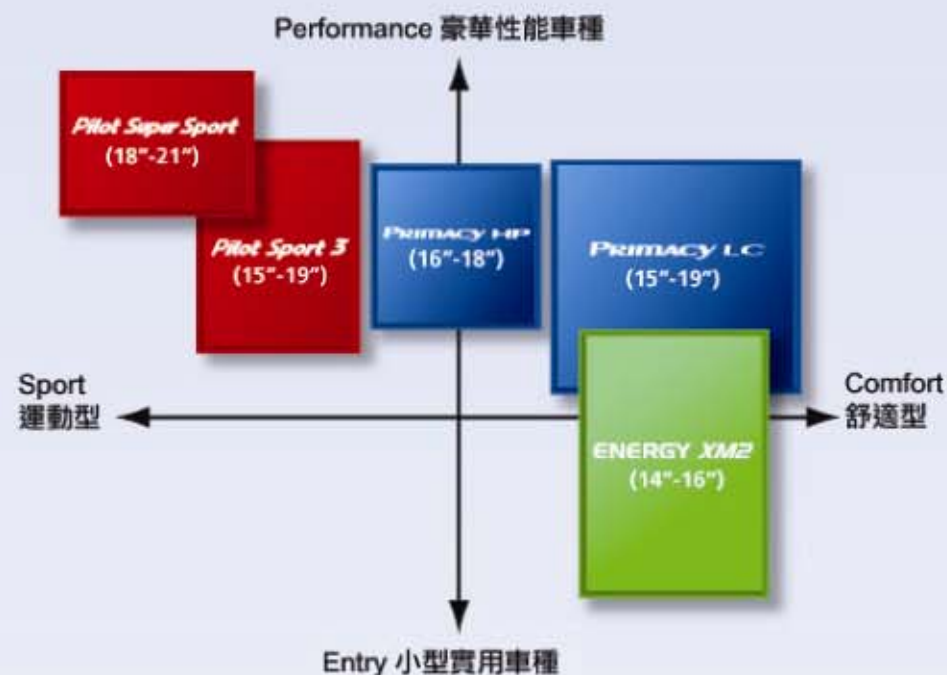 Performance 豪華性能車種
Pilot Super Sport
(18"-21")
Pilot Sport 3
(15"-19")
PRIMACY HP
(16"-18")
PRIMACY LC
(15"-19")
Sport
運動型
Comfort
舒適型
ENERGY XM2
(14"-16")
Entry 小型實用車種